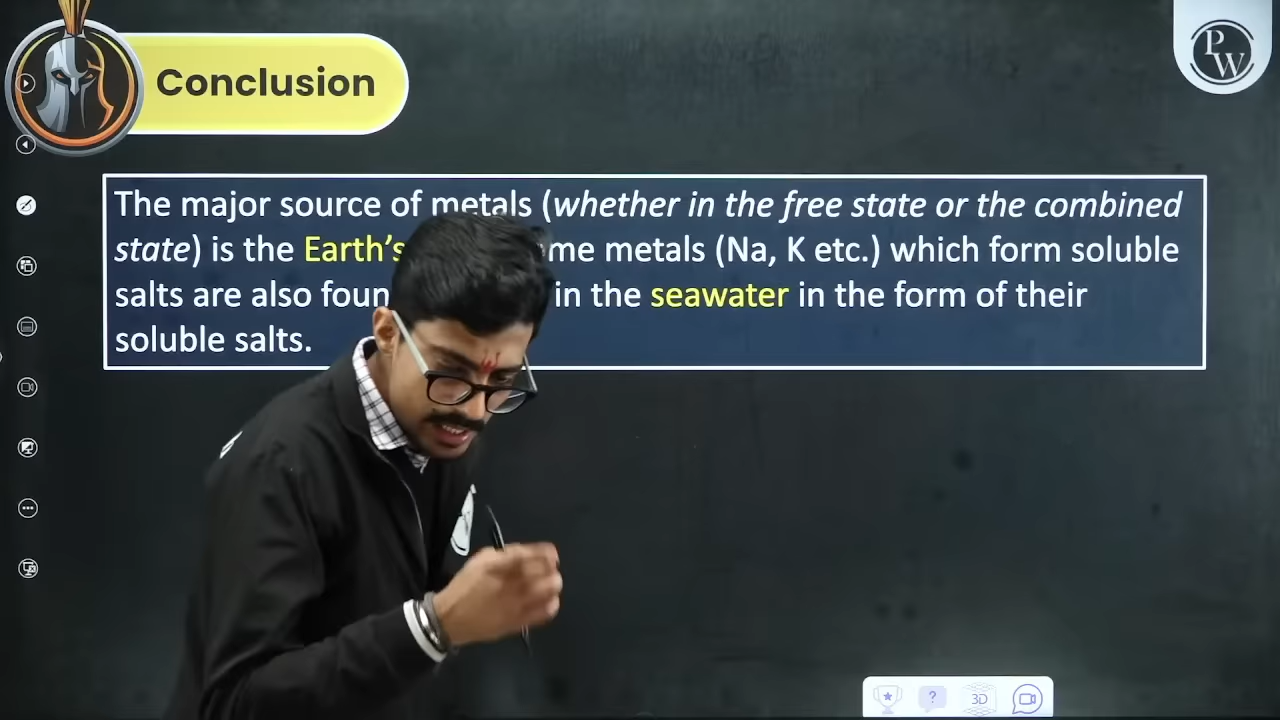 P
W
Conclusion
The major source of metals (whether in the free state or the combined
state) is the Earth's me metals (Na, K etc.) which form soluble
salts are also foun in the seawater in the form of their
soluble salts.
?
3D